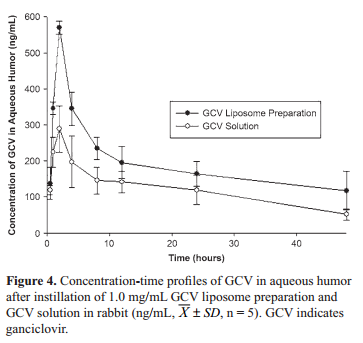 600
500
400
300
200
100
0
0 10 20 30 40
Concentration of GCV in Aqueous Humor (ng/mL)
GCV Liposome Preparation
GCV Solution
Time (hours)
Figure 4. Concentration-time profiles of GCV in aqueous humor
after instillation of 1.0 mg/mL GCV liposome preparation and
GCV solution in rabbit (ng/mL, X̅ ± SD, n = 5). GCV indicates
ganciclovir.